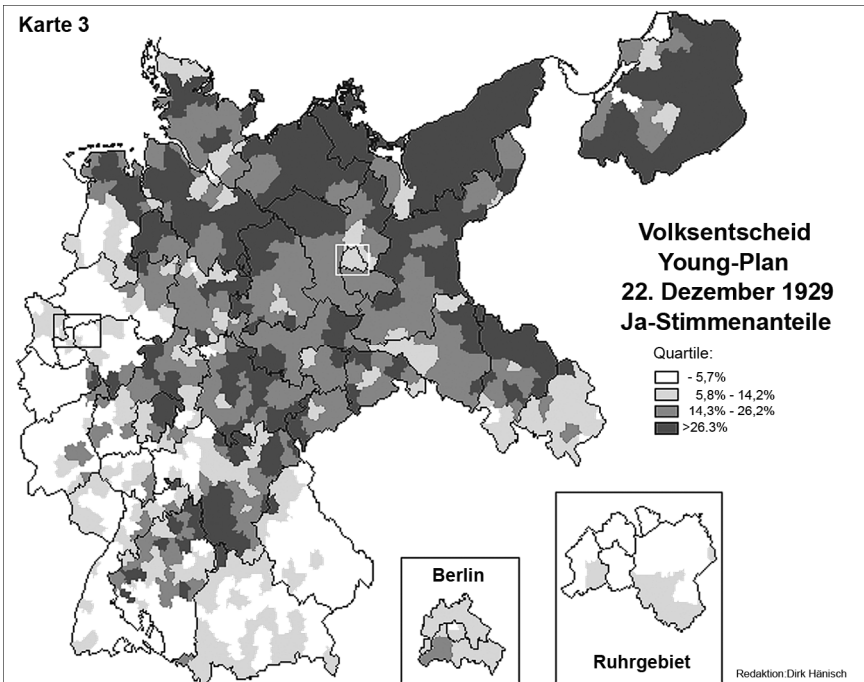 Karte 3
Volksentscheid
Young-Plan
22. Dezember 1929
Ja-Stimmenanteile
Quartile:
- 5,7%
5,8% - 14,2%
14,3% - 26,2%
>26.3%
Berlin
Ruhrgebiet
Redaktion:Dirk Hänisch